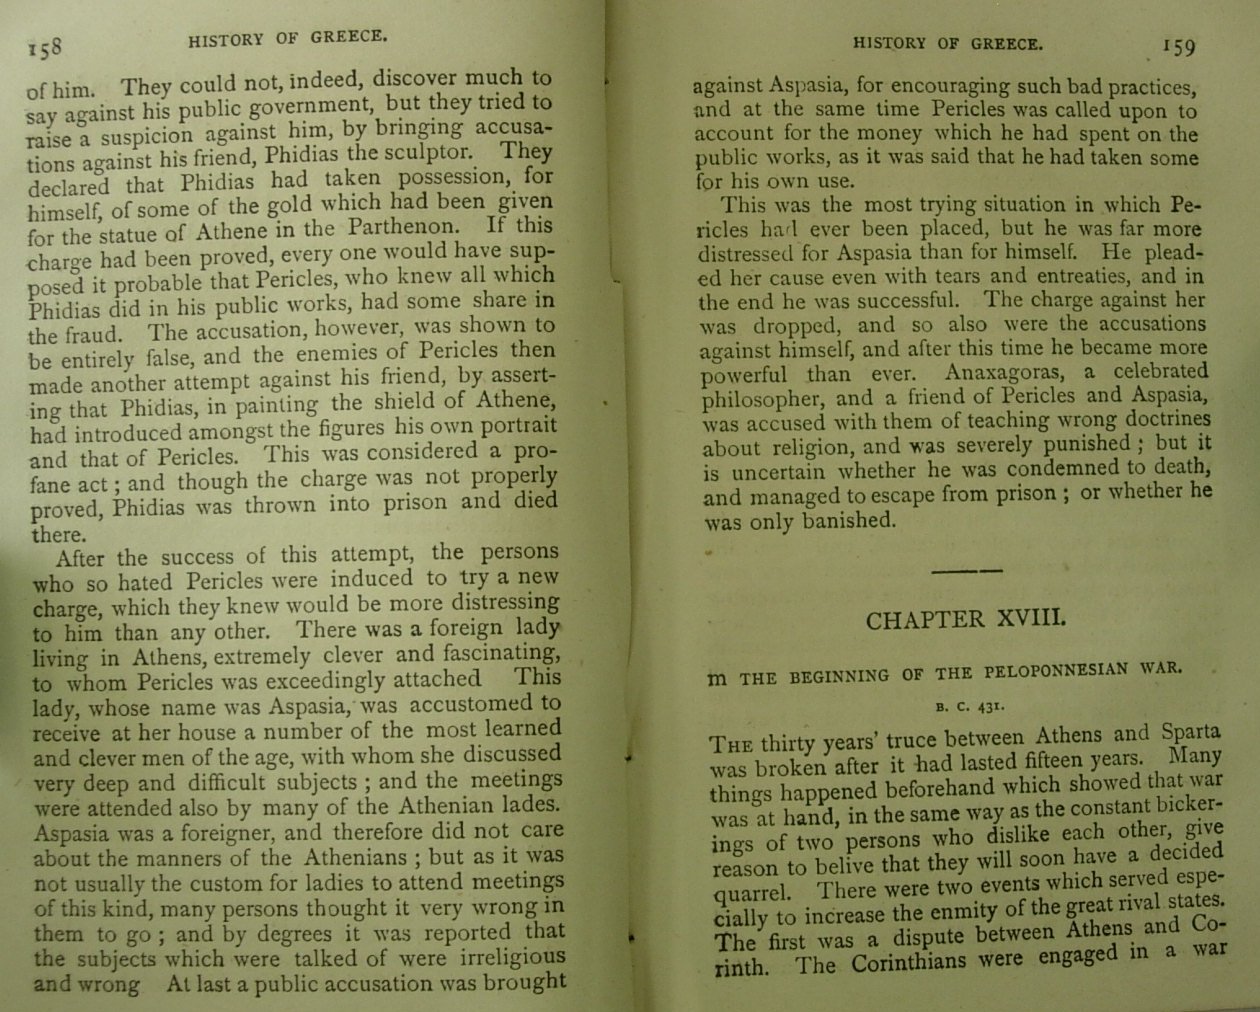 158
HISTORY OF GREECE.
of him. They could not, indeed, discover much to
say against his public government, but they tried to
raise a suspicion against him, by bringing accusa-
tions against his friend, Phidias the sculptor. They
declared that Phidias had taken possession, for
himself, of some of the gold which had been given
for the statue of Athene in the Parthenon. If this
charge had been proved, every one would have sup-
posed it probable that Pericles, who knew all which
Phidias did in his public works, had some share in
the fraud. The accusation, however, was shown to
be entirely false, and the enemies of Pericles then
made another attempt against his friend, by assert-
ing that Phidias, in painting the shield of Athene,
had introduced amongst the figures his own portrait
and that of Pericles. This was considered a pro-
fane act ; and though the charge was not properly
proved, Phidias was thrown into prison and died
there.
After the success of this attempt, the persons
who so hated Pericles were induced to try a new
charge, which they knew would be more distressing
to him than any other. There was a foreign lady
living in Athens, extremely clever and fascinating,
to whom Pericles was exceedingly attached This
lady, whose name was Aspasia, was accustomed to
receive at her house a number of the most learned
and clever men of the age, with whom she discussed
very deep and difficult subjects ; and the meetings
were attended also by many of the Athenian lades.
Aspasia was a foreigner, and therefore did not care
about the manners of the Athenians ; but as it was
not usually the custom for ladies to attend meetings
of this kind, many persons thought it very wrong in
them to go ; and by degrees it was reported that
the subjects which were talked of were irreligious
and wrong At last a public accusation was brought
HISTORY OF GREECE.
159
against Aspasia, for encouraging such bad practices,
and at the same time Pericles was called upon to
account for the money which he had spent on the
public works, as it was said that he had taken some
for his own use.
This was the most trying situation in which Pe-
ricles had ever been placed, but he was far more
distressed for Aspasia than for himself. He plead-
ed her cause even with tears and entreaties, and in
the end he was successful. The charge against her
was dropped, and so also were the accusations
against himself, and after this time he became more
powerful than ever. Anaxagoras, a celebrated
philosopher, and a friend of Pericles and Aspasia,
was accused with them of teaching wrong doctrines
about religion, and was severely punished ; but it
is uncertain whether he was condemned to death,
and managed to escape from prison ; or whether he
was only banished.
CHAPTER XVIII.
m THE BEGINNING OF THE PELOPONNESIAN WAR.
B. C. 431.
THE thirty years' truce between Athens and Sparta
was broken after it had lasted fifteen years. Many
things happened beforehand which showed that war
was at hand, in the same way as the constant bicker-
ings of two persons who dislike each other, give
reason to belive that they will soon have a decided
quarrel. There were two events which served espe-
cially to increase the enmity of the great rival states.
The first was a dispute between Athens and Co-
rinth. The Corinthians were engaged in a war